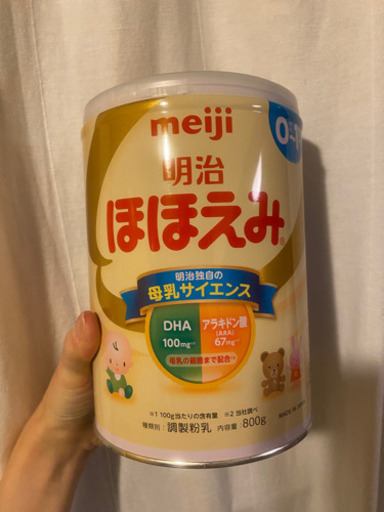 meiji
明治
ほほえみ®
明治独自の
母乳サイエンス
DHA
100mg
アラキドン酸
(ARA)
67mg
母乳の範囲まで配合
※1 100g当たりの含有量 ※2 当社調べ
種類別：調製粉乳 内容量：800g